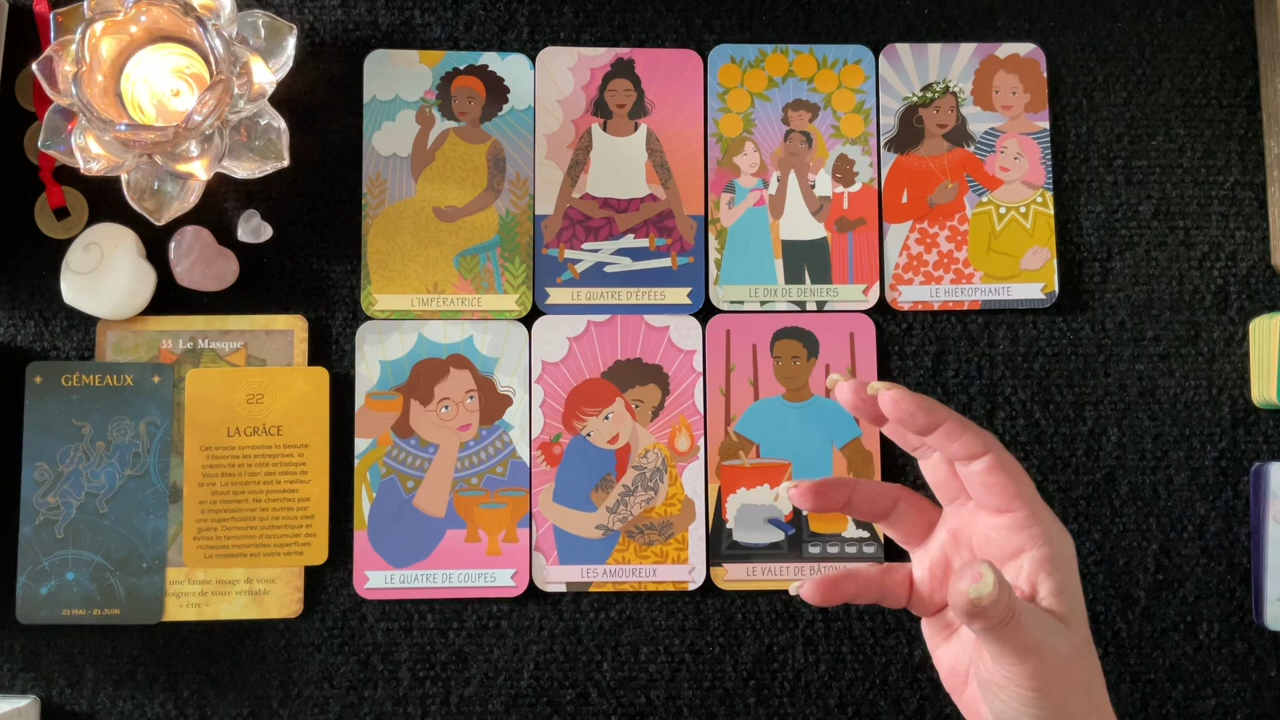 L'IMPÉRATRICE
LE QUATRE D'ÉPÉES
LE DIX DE DENIERS
LE HIÉROPHANTE
33 Le Masque
GÉMEAUX
21 MAI - 21 JUIN
22
LA GRÂCE
Cet oracle symbolise la beauté:
il favorise les entreprises, la
créativité et le côté artistique.
Vous êtes à l'abri des aléas de
la vie. La sincérité est le meilleur
atout que vous possédez
en ce moment. Ne cherchez pas
à impressionner les autres par
une superficialité qui ne vous sied
guère. Demeurez authentique et
évitez la tentation d'accumuler des
richesses matérielles superflues.
La modestie est votre vérité.
une fausse image de vous,
de votre véritable
« être »
LE QUATRE DE COUPES
LES AMOUREUX
LE VALET DE BÂTON